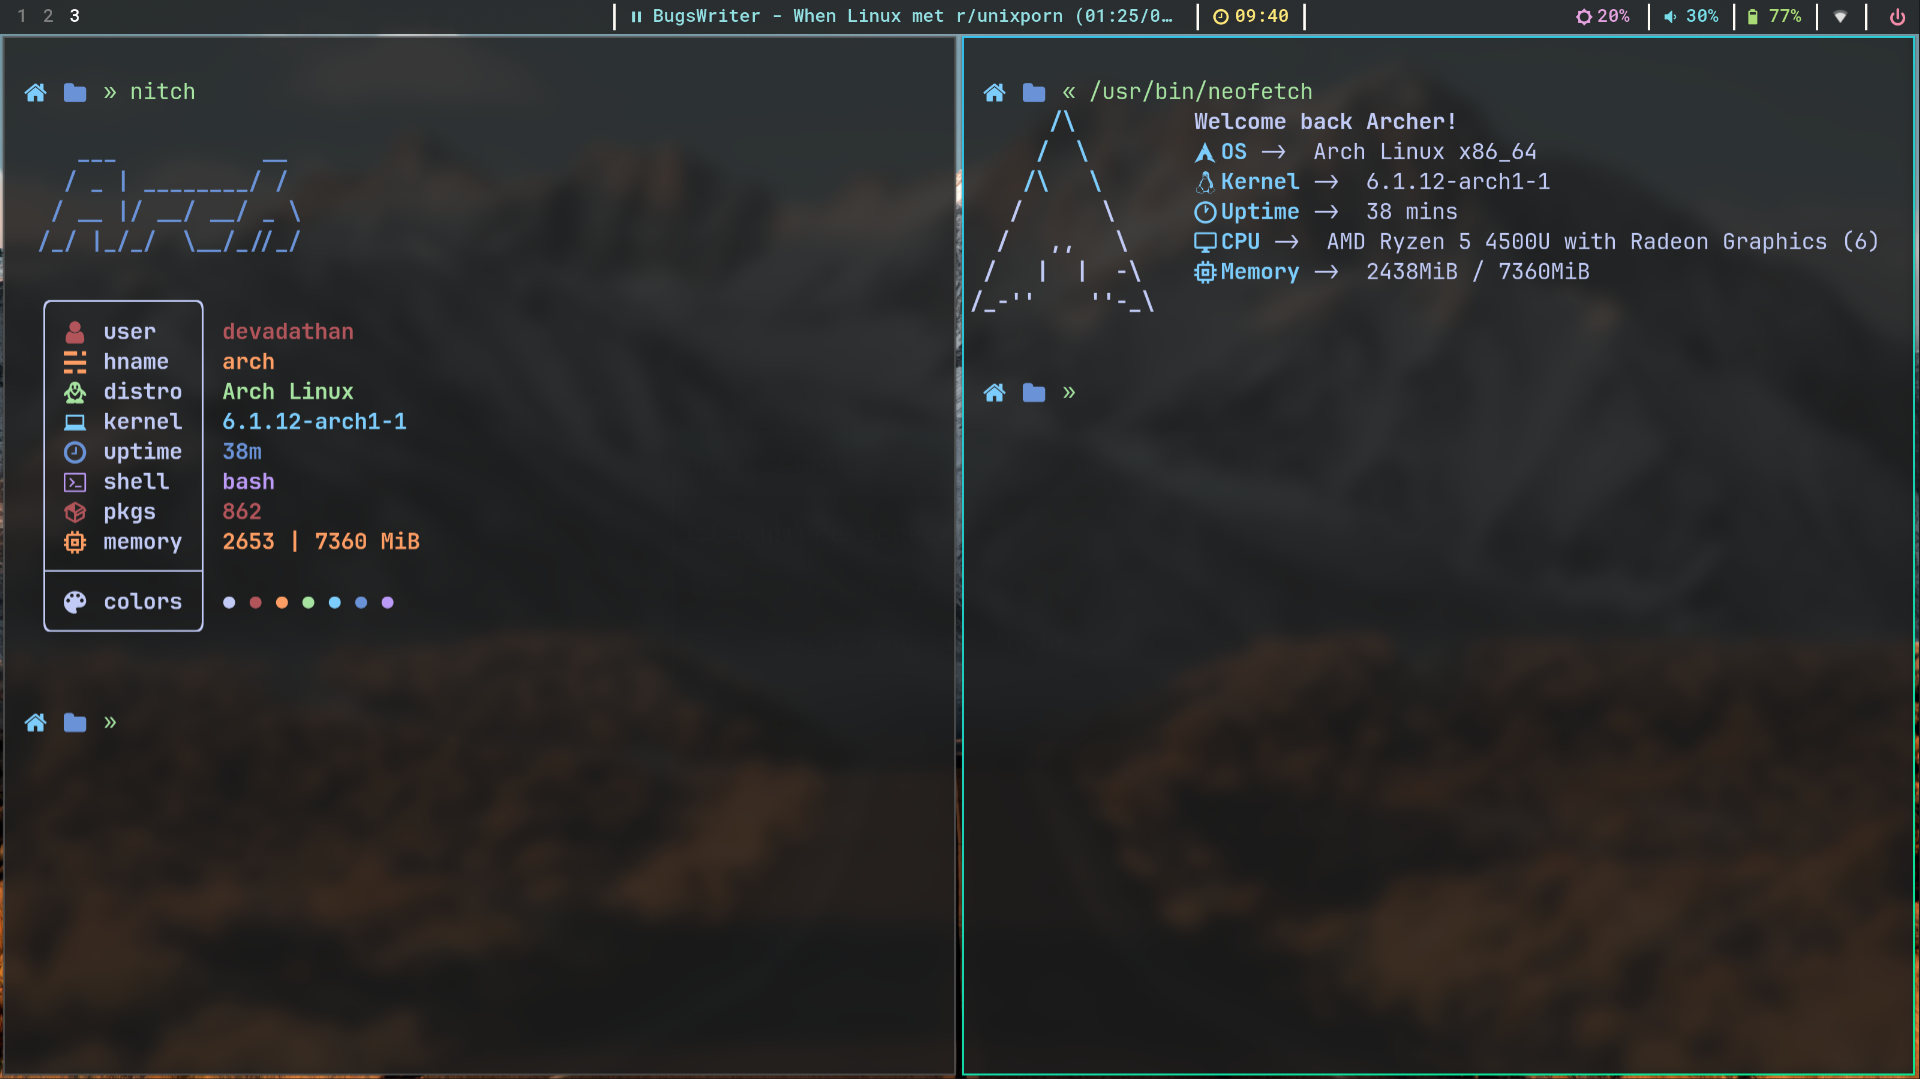 1 2 3
BugsWriter - When Linux met r/unixporn (01:25/0…
09:40
20%
30%
77%
» nitch
user devadathan
hname arch
distro Arch Linux
kernel 6.1.12-arch1-1
uptime 38m
shell bash
pkgs 862
memory 2653 | 7360 MiB
colors
»
« /usr/bin/neofetch
Welcome back Archer!
OS → Arch Linux x86_64
Kernel → 6.1.12-arch1-1
Uptime → 38 mins
CPU → AMD Ryzen 5 4500U with Radeon Graphics (6)
Memory → 2438MiB / 7360MiB
»